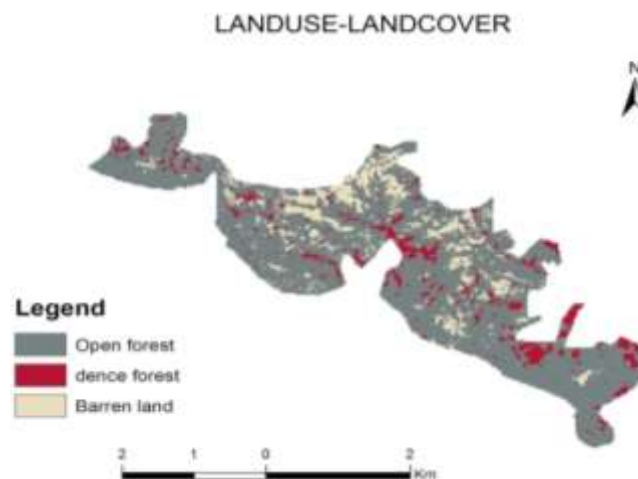 LANDUSE-LANDCOVER
N
Legend
Open forest
dence forest
Barren land
2 1 0 2
Km